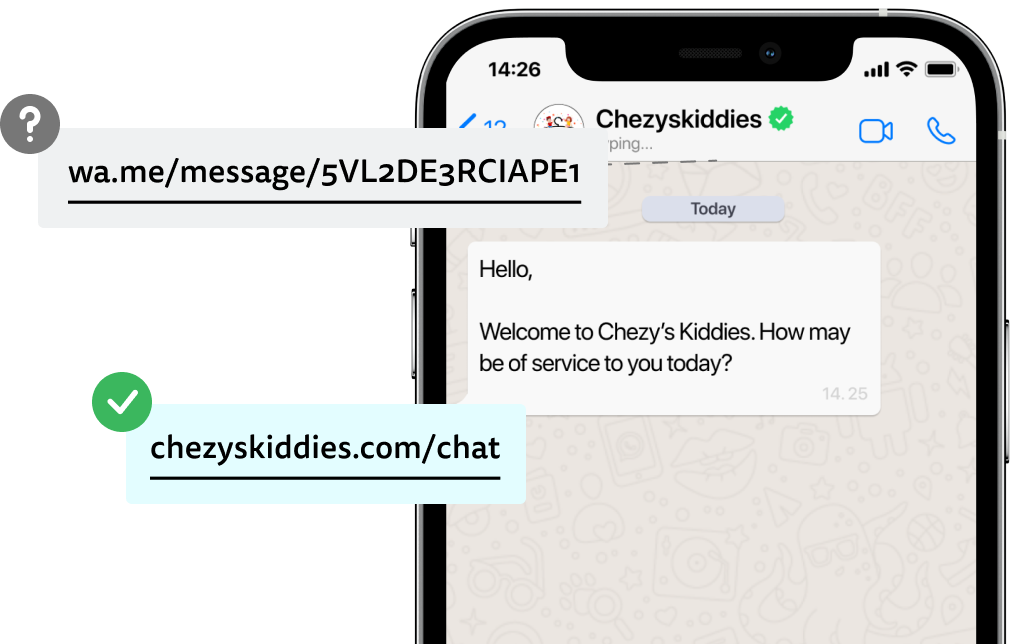 14:26
12
Chezyskiddies
ping...
?
wa.me/message/5VL2DE3RCIAPE1
Today
Hello,
Welcome to Chezy’s Kiddies. How may
be of service to you today?
14.25
chezyskiddies.com/chat